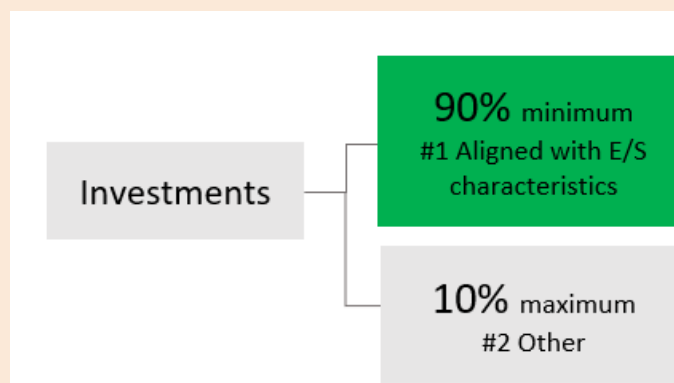 Investments
90% minimum
#1 Aligned with E/S
characteristics
10% maximum
#2 Other